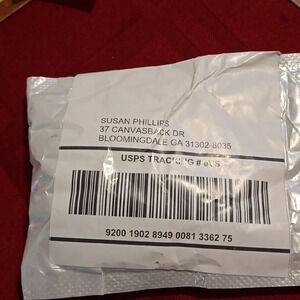 SUSAN PHILLIPS
37 CANVASBACK DR
BLOOMINGDALE GA 31302-8035
USPS TRACKING #
9200 1902 8949 0081 3362 75